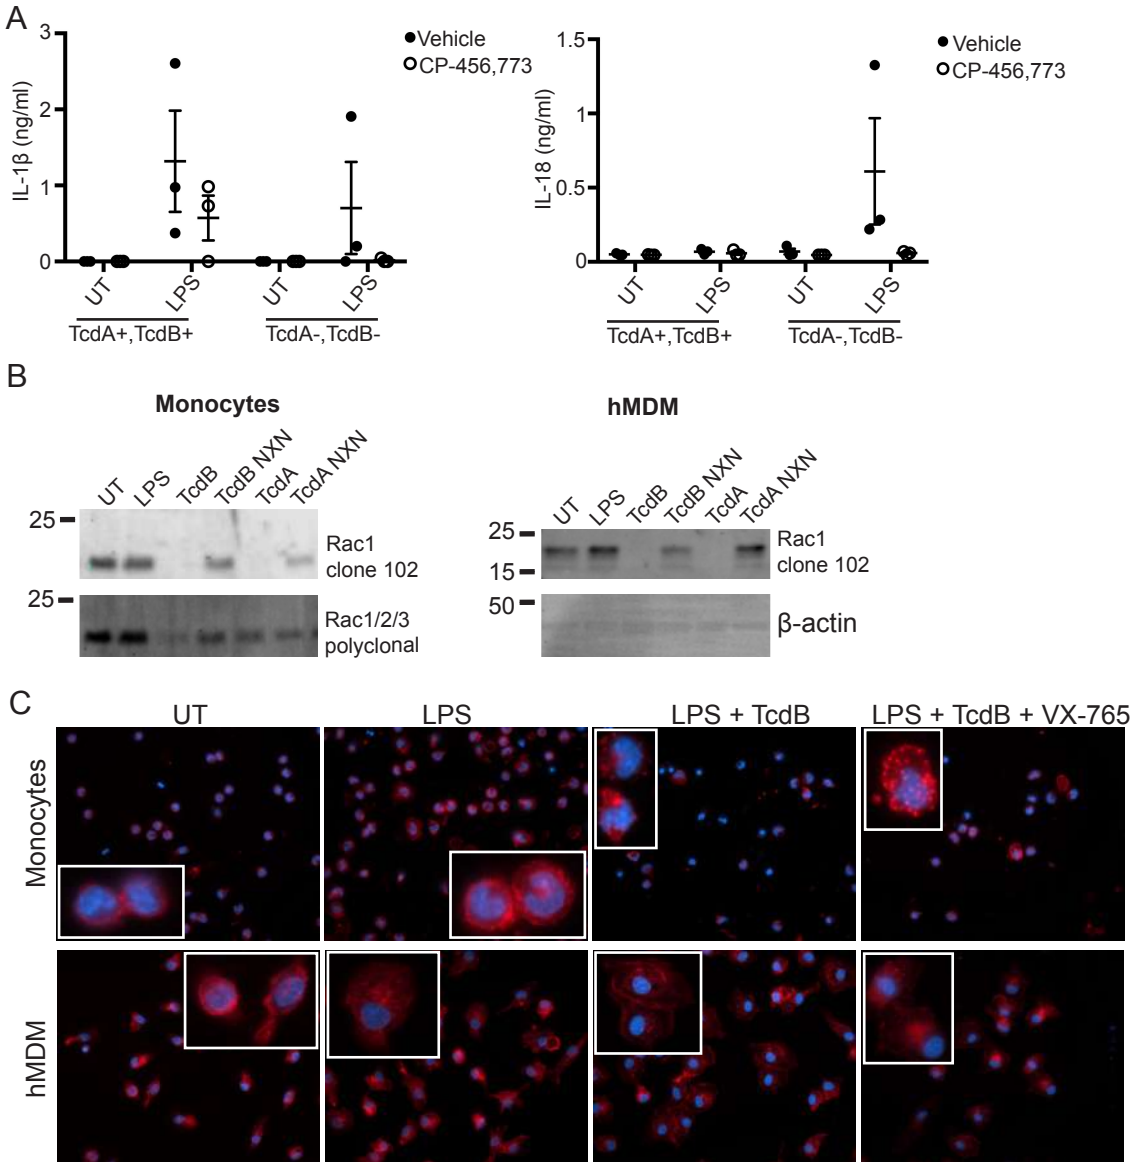 A
3
2
1
0
IL-1β (ng/ml)
Vehicle
CP-456,773
UT
LPS
UT
LPS
TcdA+,TcdB+
TcdA-,TcdB-
1.5
1
0.5
0
IL-18 (ng/ml)
Vehicle
CP-456,773
UT
LPS
UT
LPS
TcdA+,TcdB+
TcdA-,TcdB-
B
Monocytes
UT
LPS
TcdB
TcdB NXN
TcdA
TcdA NXN
25
Rac1
clone 102
25
Rac1/2/3
polyclonal
hMDM
UT
LPS
TcdB
TcdB NXN
TcdA
TcdA NXN
25
15
Rac1
clone 102
50
β-actin
C
UT
LPS
LPS + TcdB
LPS + TcdB + VX-765
Monocytes
hMDM